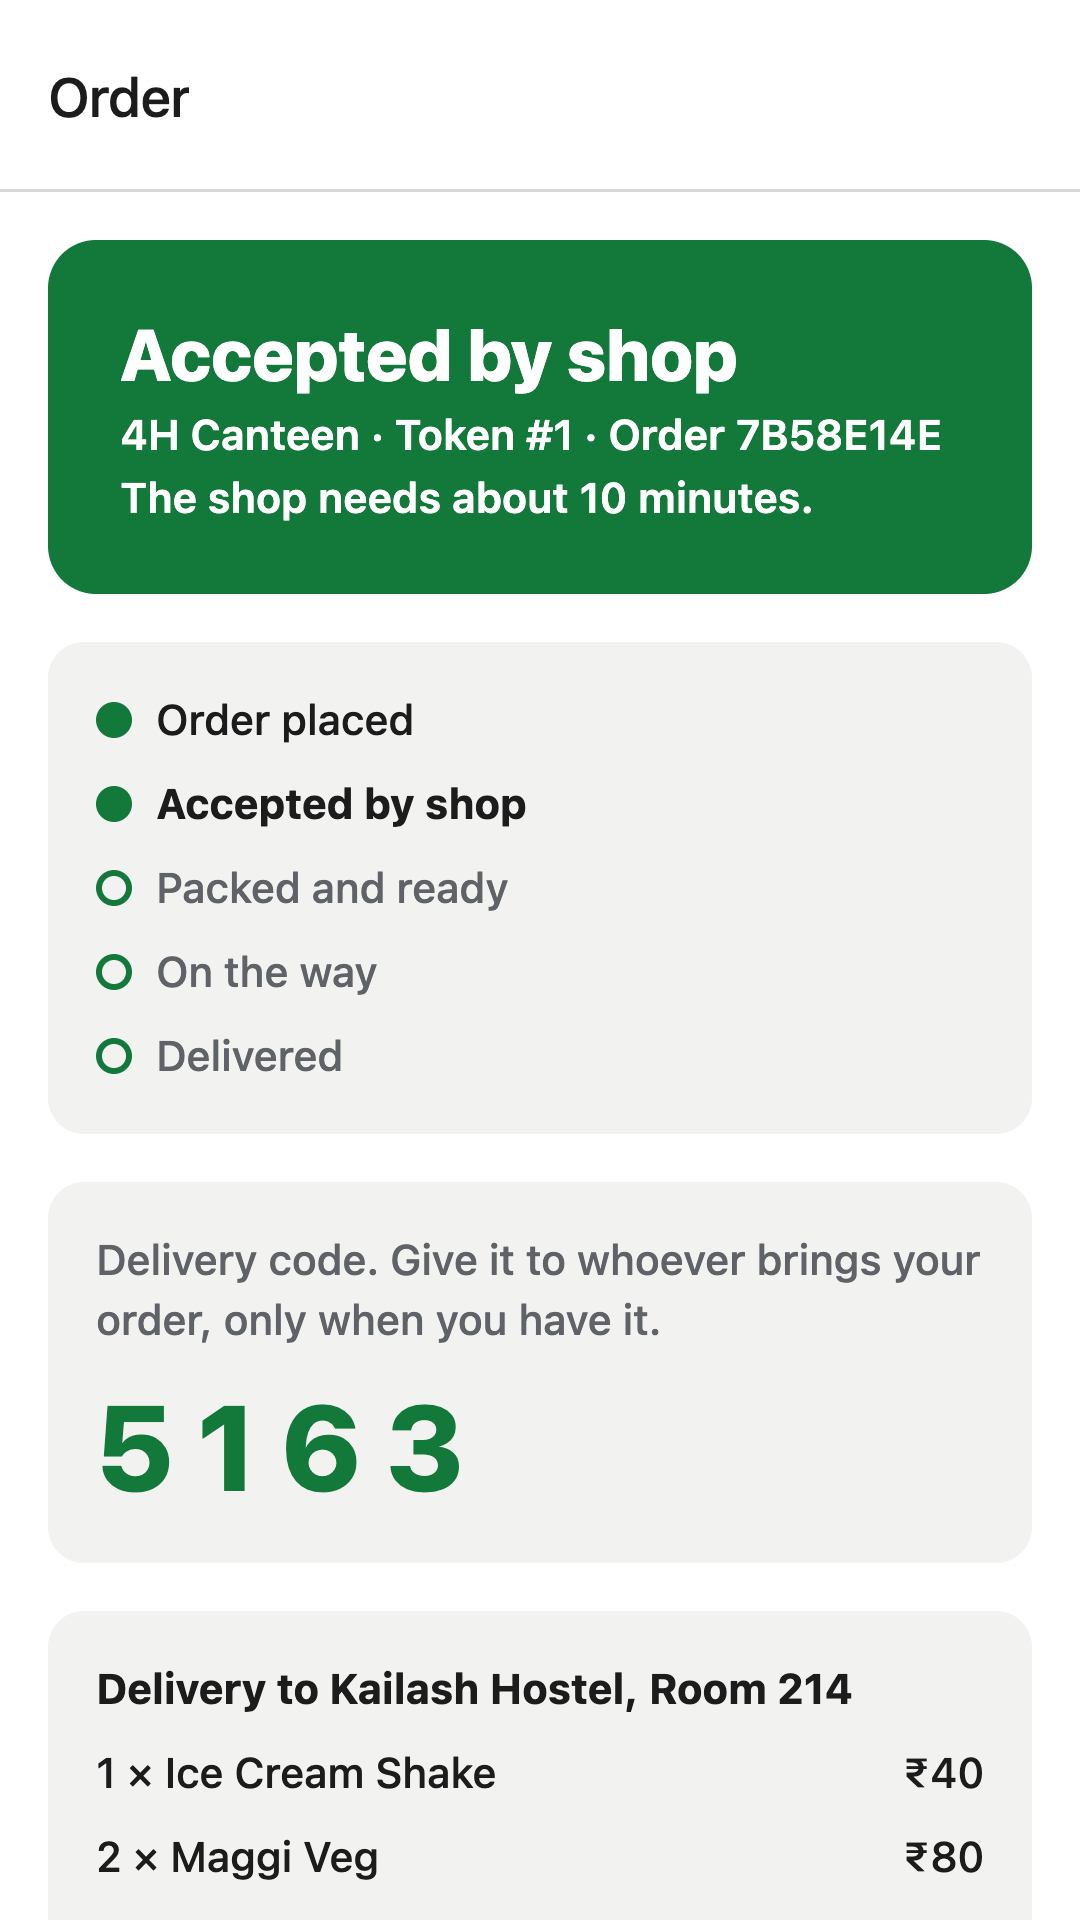 Order
Accepted by shop
4H Canteen · Token #1 · Order 7B58E14E
The shop needs about 10 minutes.
Order placed
Accepted by shop
Packed and ready
On the way
Delivered
Delivery code. Give it to whoever brings your
order, only when you have it.
5163
Delivery to Kailash Hostel, Room 214
1 × Ice Cream Shake ₹40
2 × Maggi Veg ₹80